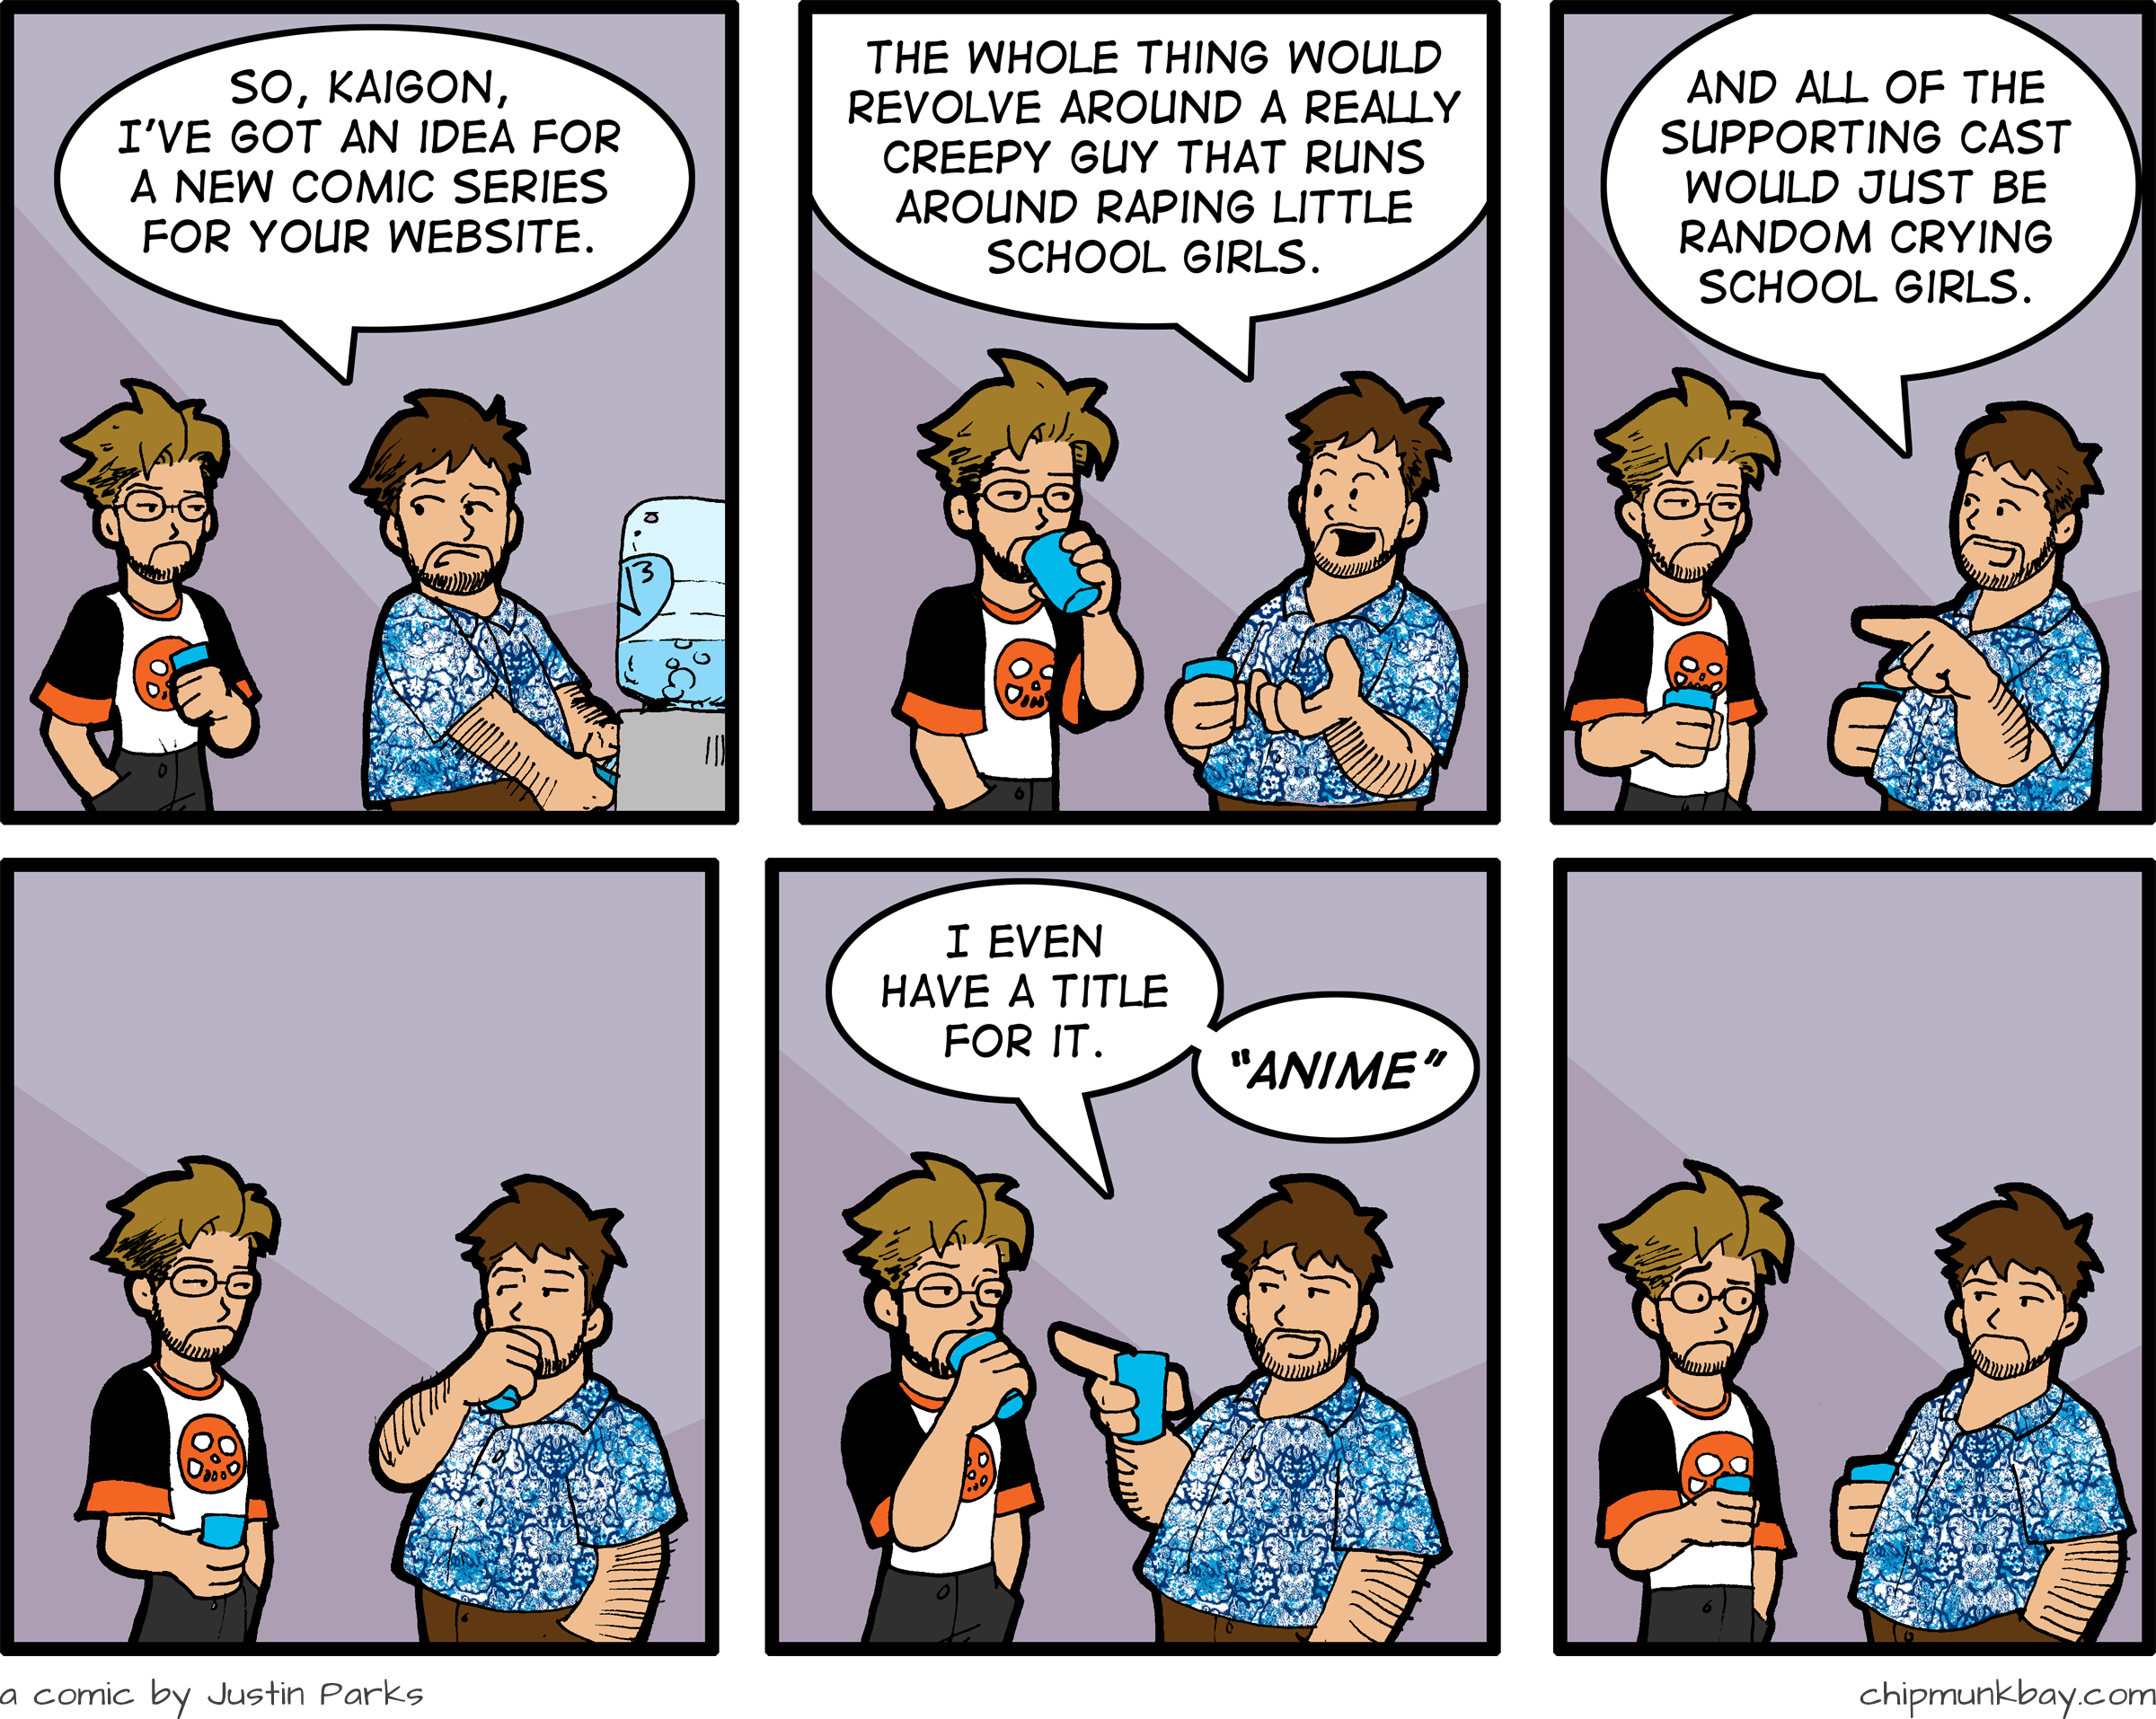 SO, KAIGON,
I'VE GOT AN IDEA FOR
A NEW COMIC SERIES
FOR YOUR WEBSITE.
THE WHOLE THING WOULD
REVOLVE AROUND A REALLY
CREEPY GUY THAT RUNS
AROUND RAPING LITTLE
SCHOOL GIRLS.
AND ALL OF THE
SUPPORTING CAST
WOULD JUST BE
RANDOM CRYING
SCHOOL GIRLS.
√3
I EVEN
HAVE A TITLE
FOR IT.
"ANIME"
a comic by Justin Parks
chipmunkbay.com